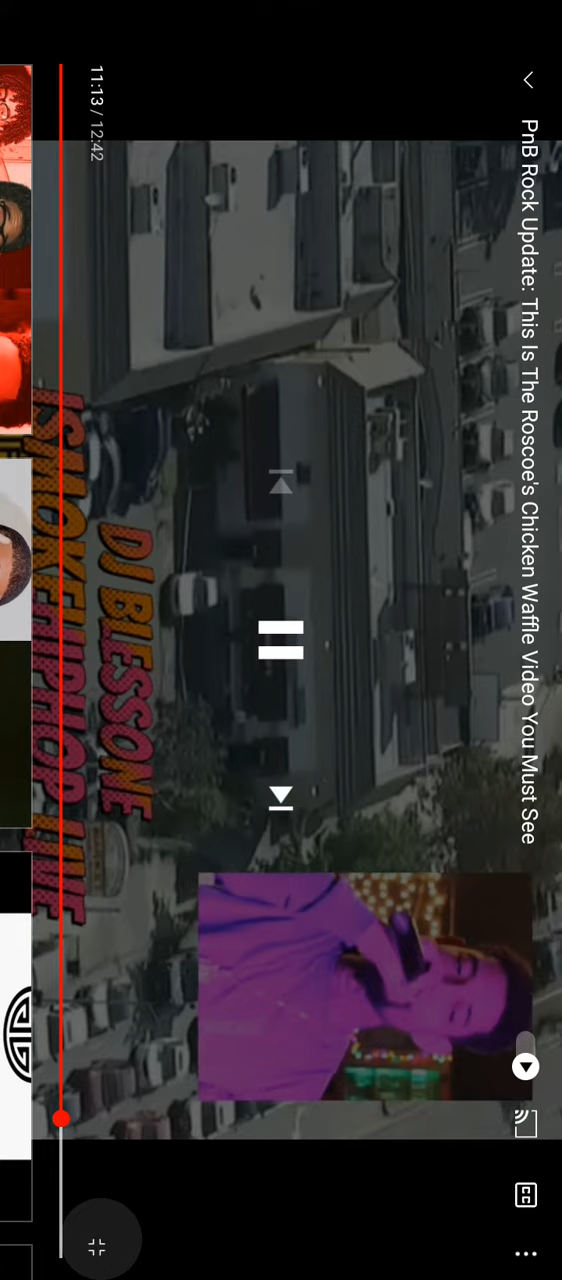 PnB Rock Update: This Is The Roscoe's Chicken Waffle Video You Must See
CC
DJ BLESSONE
ISMOKEHIPHOP LIVE
11:13 / 12:42